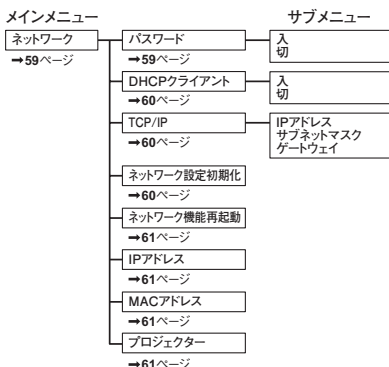 メインメニュー
サブメニュー
ネットワーク
➞59ページ
パスワード
➞59ページ
入
切
DHCPクライアント
➞60ページ
入
切
TCP/IP
➞60ページ
IPアドレス
サブネットマスク
ゲートウェイ
ネットワーク設定初期化
➞60ページ
ネットワーク機能再起動
➞61ページ
IPアドレス
➞61ページ
MACアドレス
➞61ページ
プロジェクター
➞61ページ